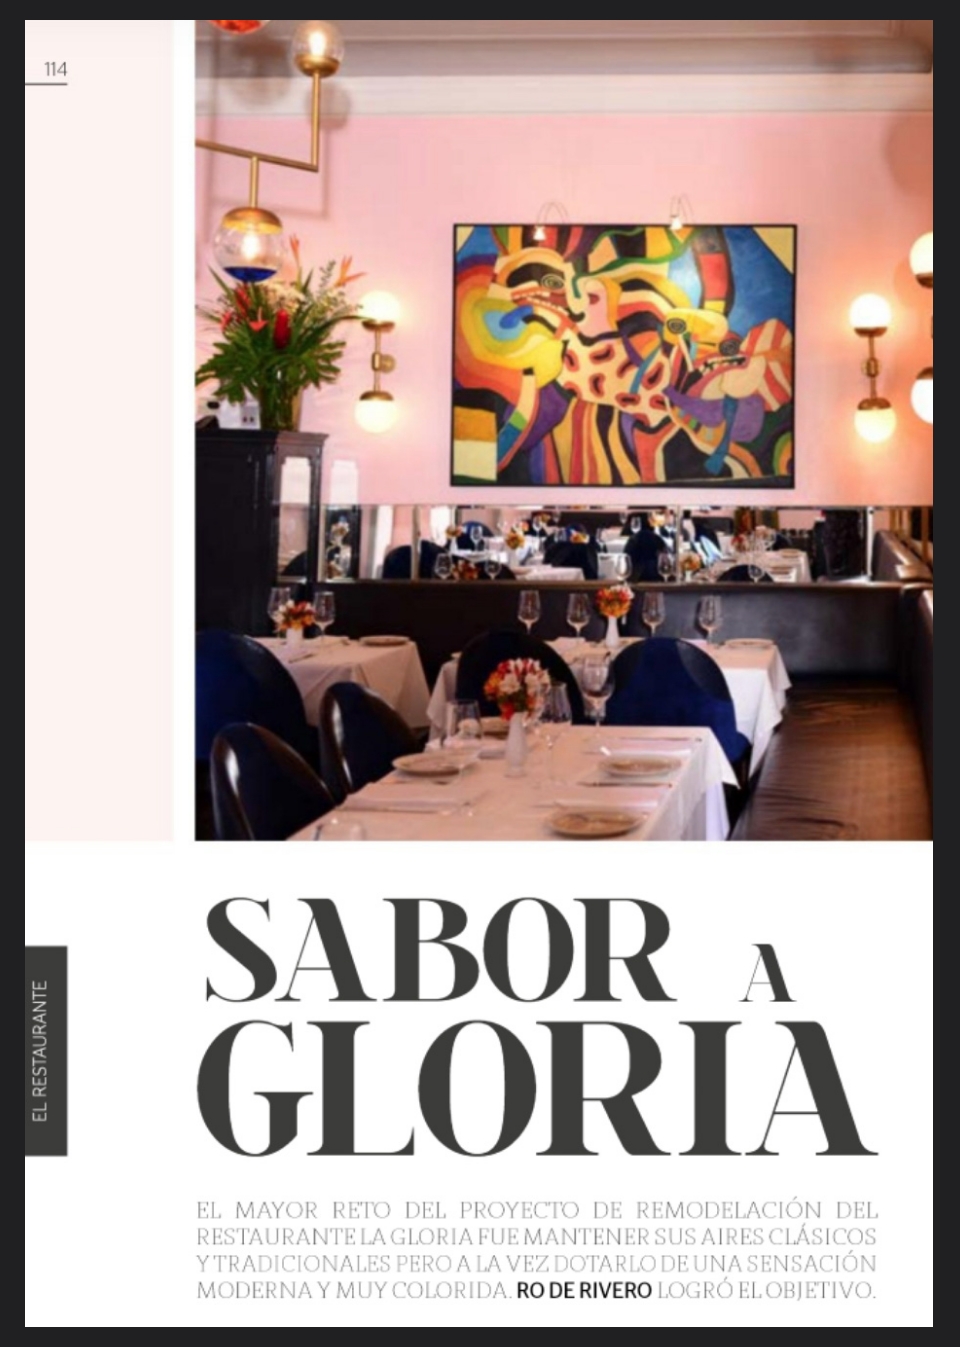 114
SABOR A
GLORIA
EL RESTAURANTE
EL MAYOR RETO DEL PROYECTO DE REMODELACIÓN DEL
RESTAURANTE LA GLORIA FUE MANTENER SUS AIRES CLÁSICOS
Y TRADICIONALES PERO A LA VEZ DOTARLO DE UNA SENSACIÓN
MODERNA Y MUY COLORIDA. RO DE RIVERO LOGRÓ EL OBJETIVO.